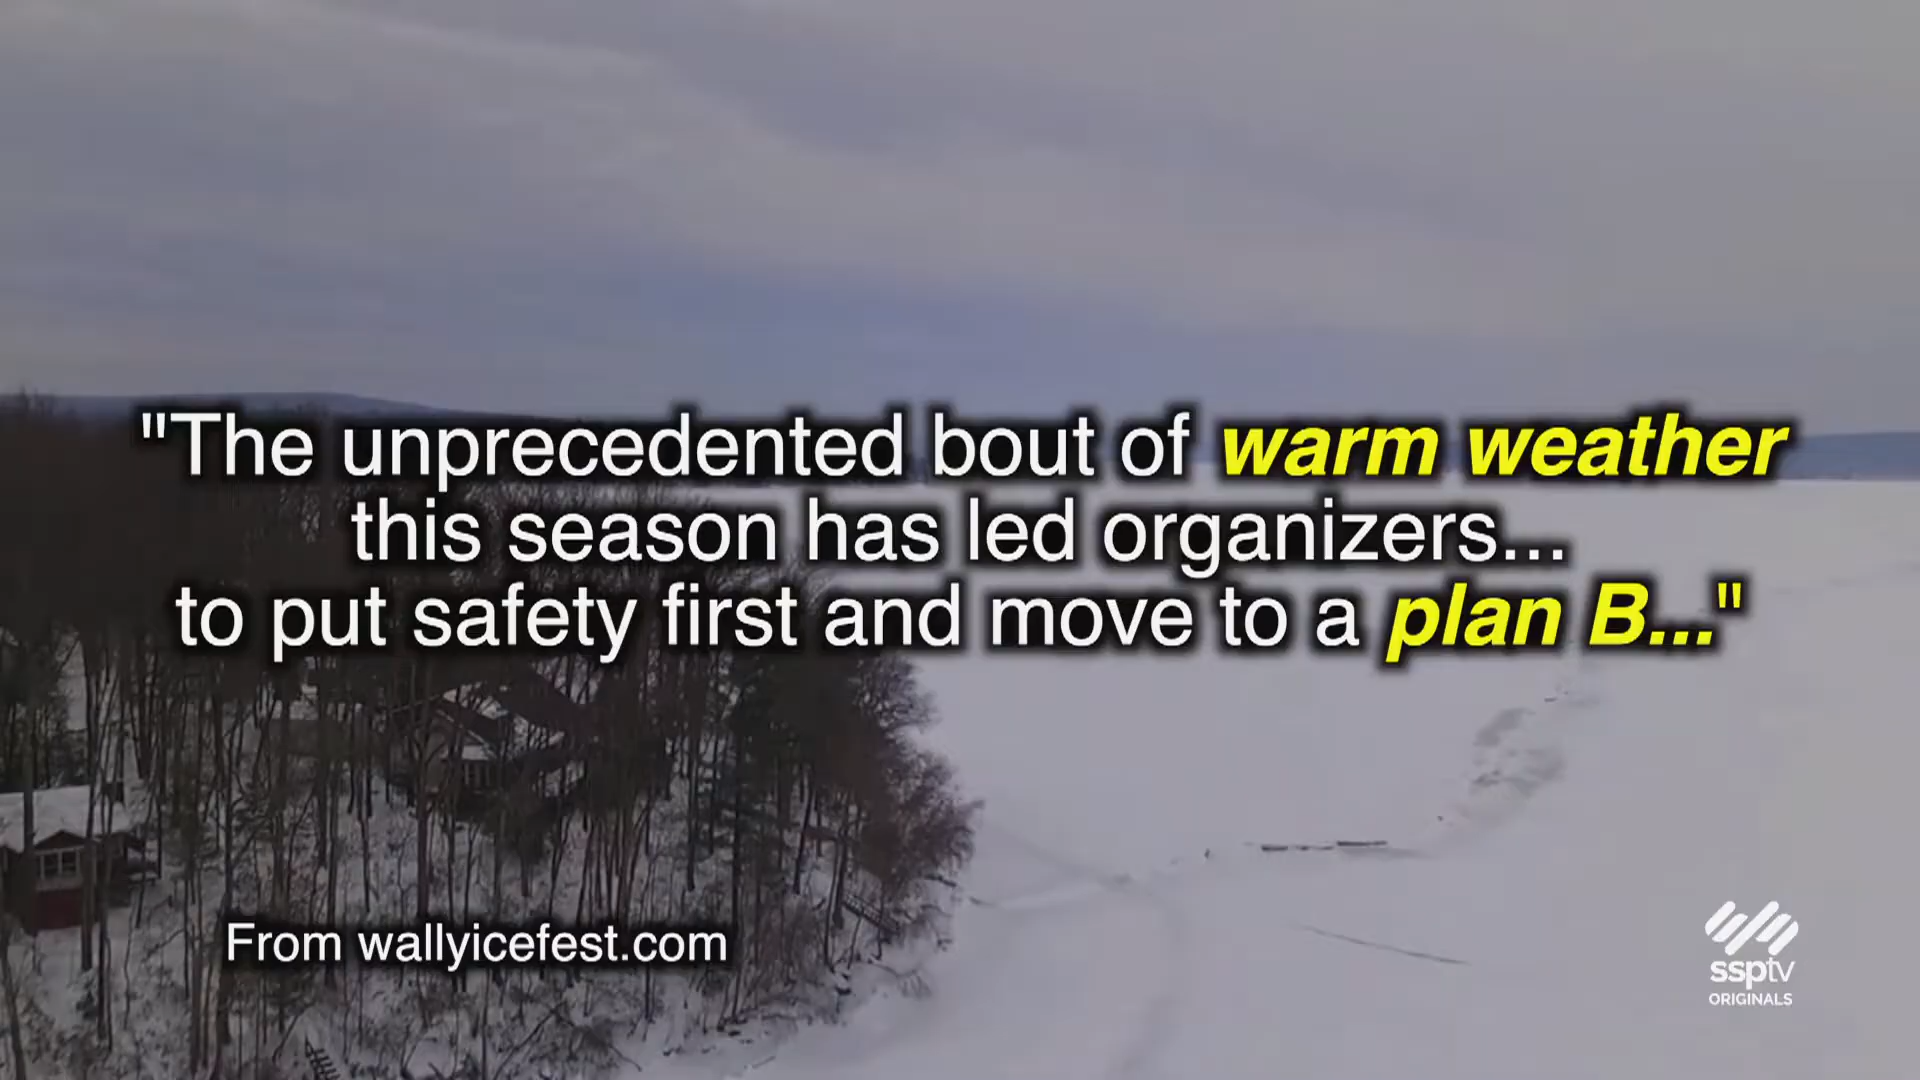 "The unprecedented bout of warm weather
this season has led organizers...
to put safety first and move to a plan B..."
From wallyicefest.com
ssptv
ORIGINALS